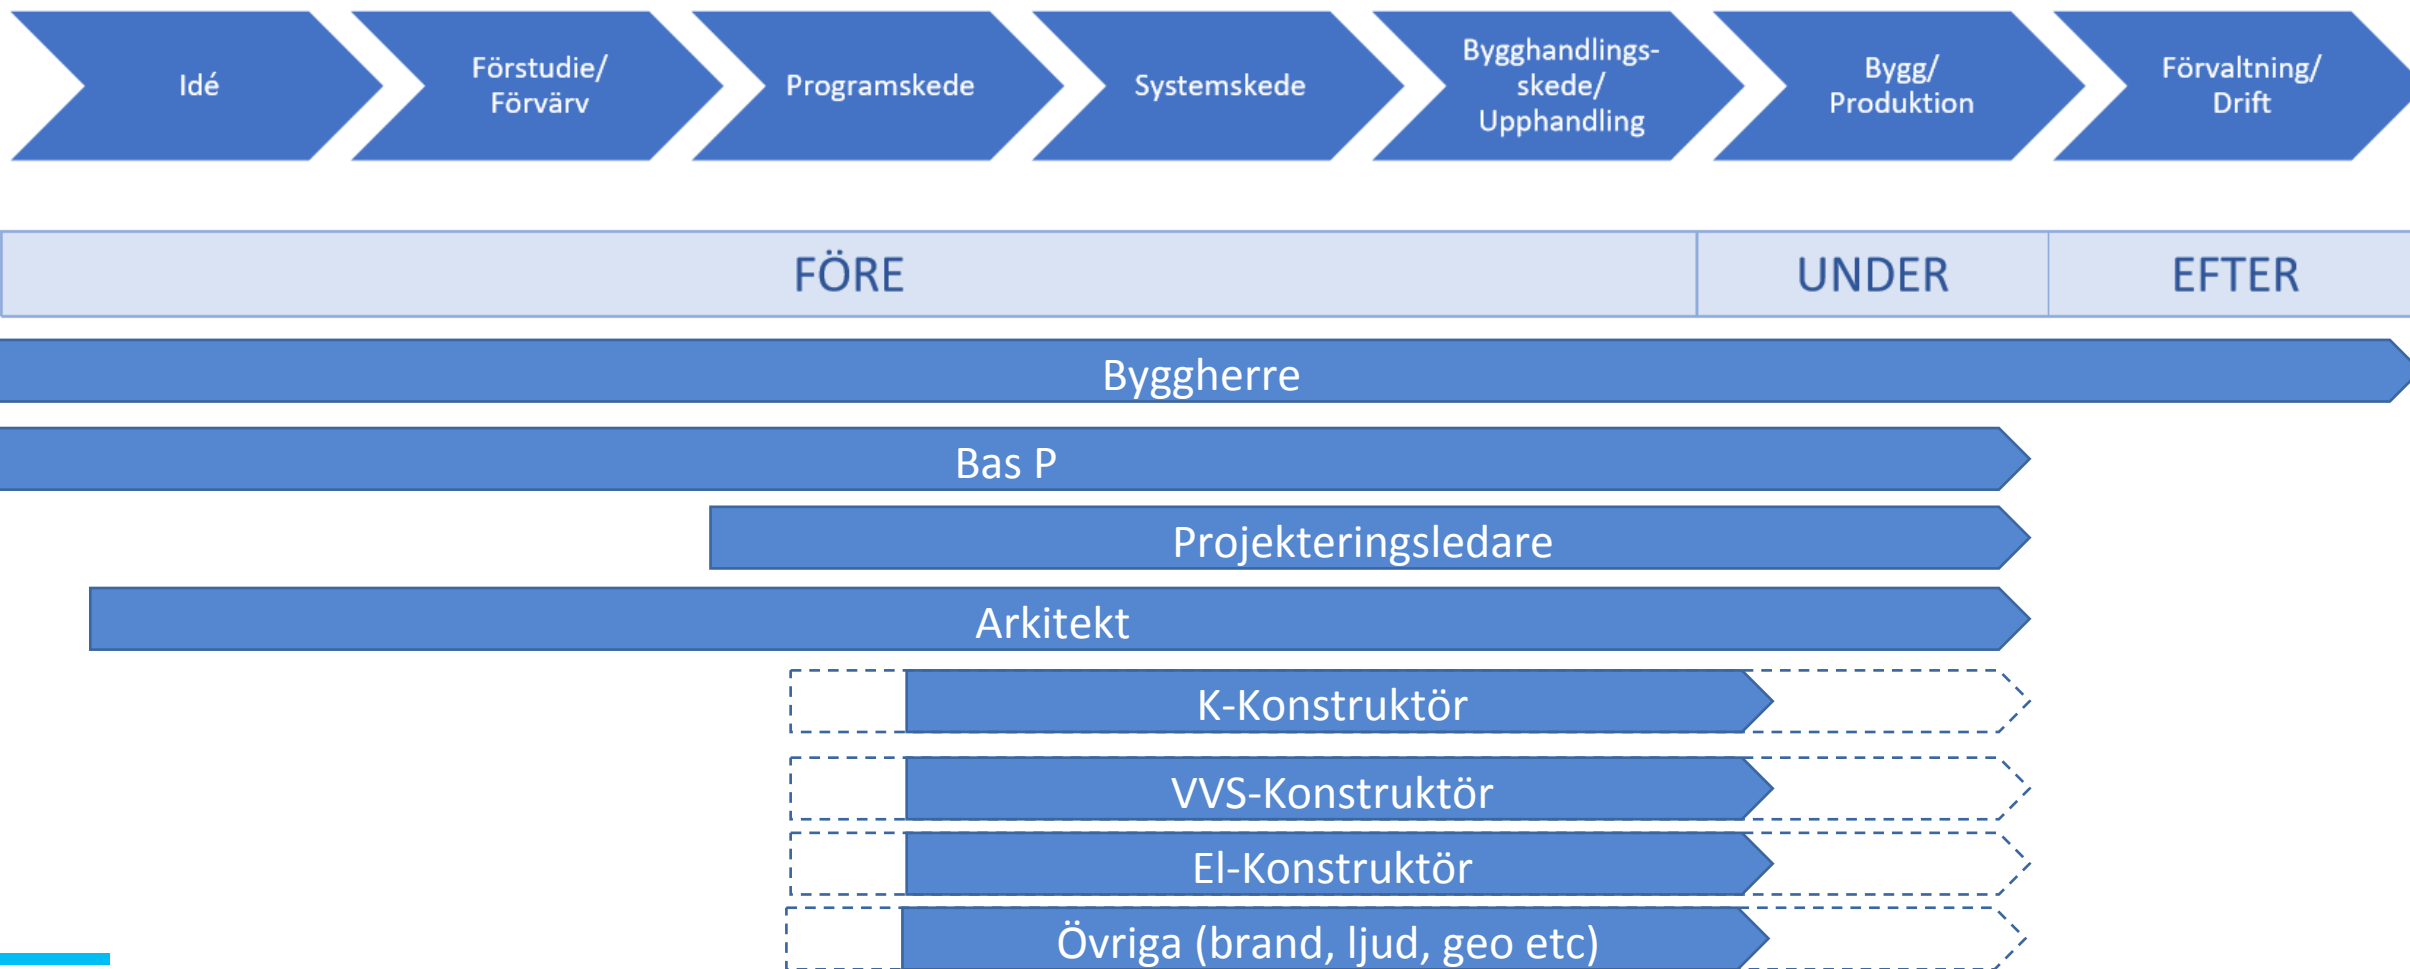 Idé
Förstudie/
Förvärv
Programskede
Systemskede
Bygghandlings-
skede/
Upphandling
Bygg/
Produktion
Förvaltning/
Drift
FÖRE
UNDER
EFTER
Byggherre
Bas P
Projekteringsledare
Arkitekt
K-Konstruktör
VVS-Konstruktör
El-Konstruktör
Övriga (brand, ljud, geo etc)